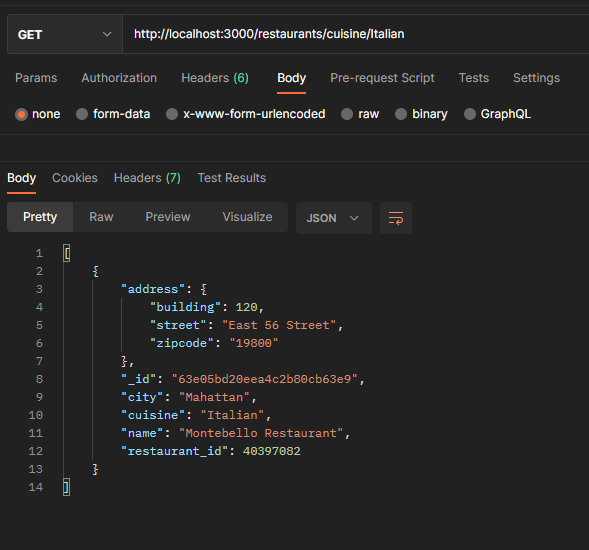 GET http://localhost:3000/restaurants/cuisine/Italian
Params Authorization Headers (6) Body Pre-request Script Tests Settings
none form-data x-www-form-urlencoded raw binary GraphQL
Body Cookies Headers (7) Test Results
Pretty Raw Preview Visualize JSON
1 [
2 {
3 "address": {
4 "building": 120,
5 "street": "East 56 Street",
6 "zipcode": "19800"
7 },
8 "_id": "63e05bd20eea4c2b80cb63e9",
9 "city": "Mahattan",
10 "cuisine": "Italian",
11 "name": "Montebello Restaurant",
12 "restaurant_id": 40397082
13 }
14 ]